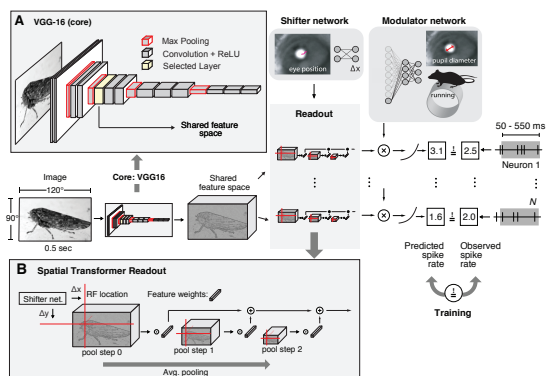 A VGG-16 (core)
Max Pooling
Convolution + ReLU
Selected Layer
Shared feature
space
Shifter network
eye position
Δx
Modulator network
pupil diameter
running
Readout
50 - 550 ms
3.1
!
=
2.5
Neuron 1
N
1.6
!
=
2.0
Image
120°
90°
0.5 sec
Core: VGG16
Shared
feature space
Predicted
spike
rate
Observed
spike
rate
!
=
Training
B Spatial Transformer Readout
Δx
Shifter net.
RF location
Feature weights:
Δy
pool step 0
pool step 1
pool step 2
Avg. pooling